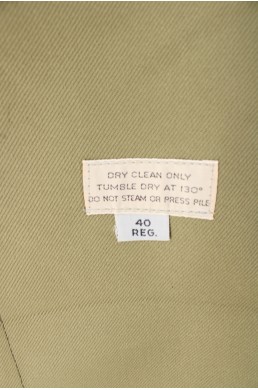 DRY CLEAN ONLY
TUMBLE DRY AT 130°
DO NOT STEAM OR PRESS PILE
40
REG.